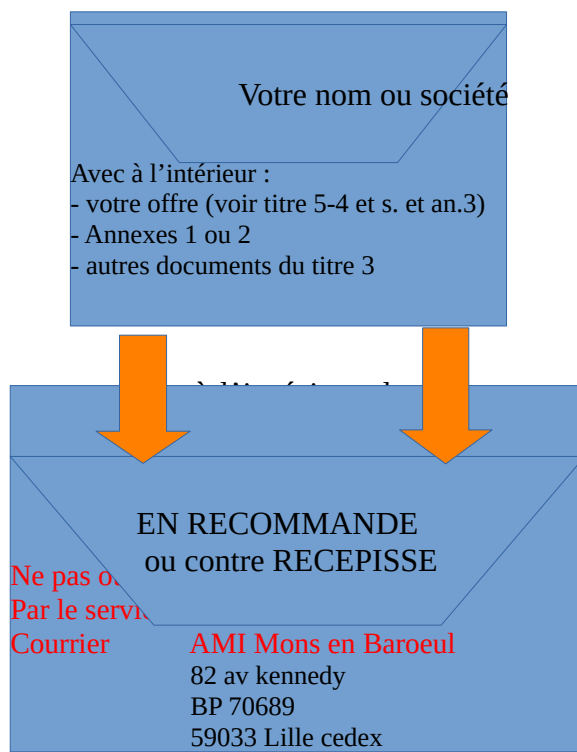 Votre nom ou société
Avec à l’intérieur :
- votre offre (voir titre 5-4 et s. et an.3)
- Annexes 1 ou 2
- autres documents du titre 3
EN RECOMMANDE
ou contre RECEPISSE
Ne pas
Par le
Courrier AMI Mons en Baroeul
82 av kennedy
BP 70689
59033 Lille cedex